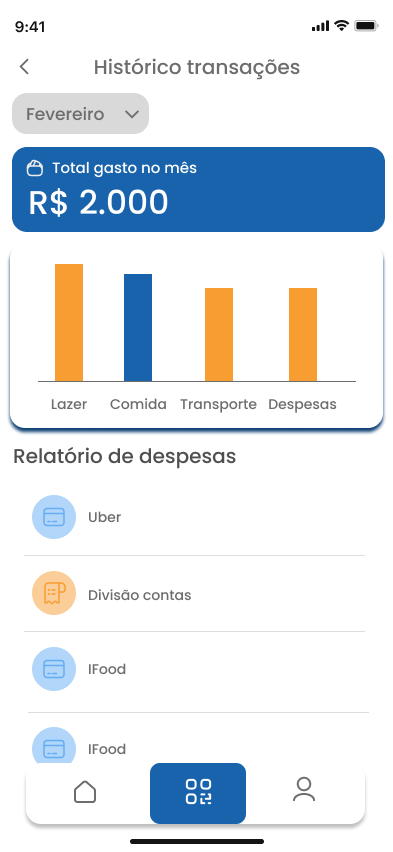 9:41
Histórico transações
Fevereiro
Total gasto no mês
R$ 2.000
Lazer Comida Transporte Despesas
Relatório de despesas
Uber
Divisão contas
IFood
IFood